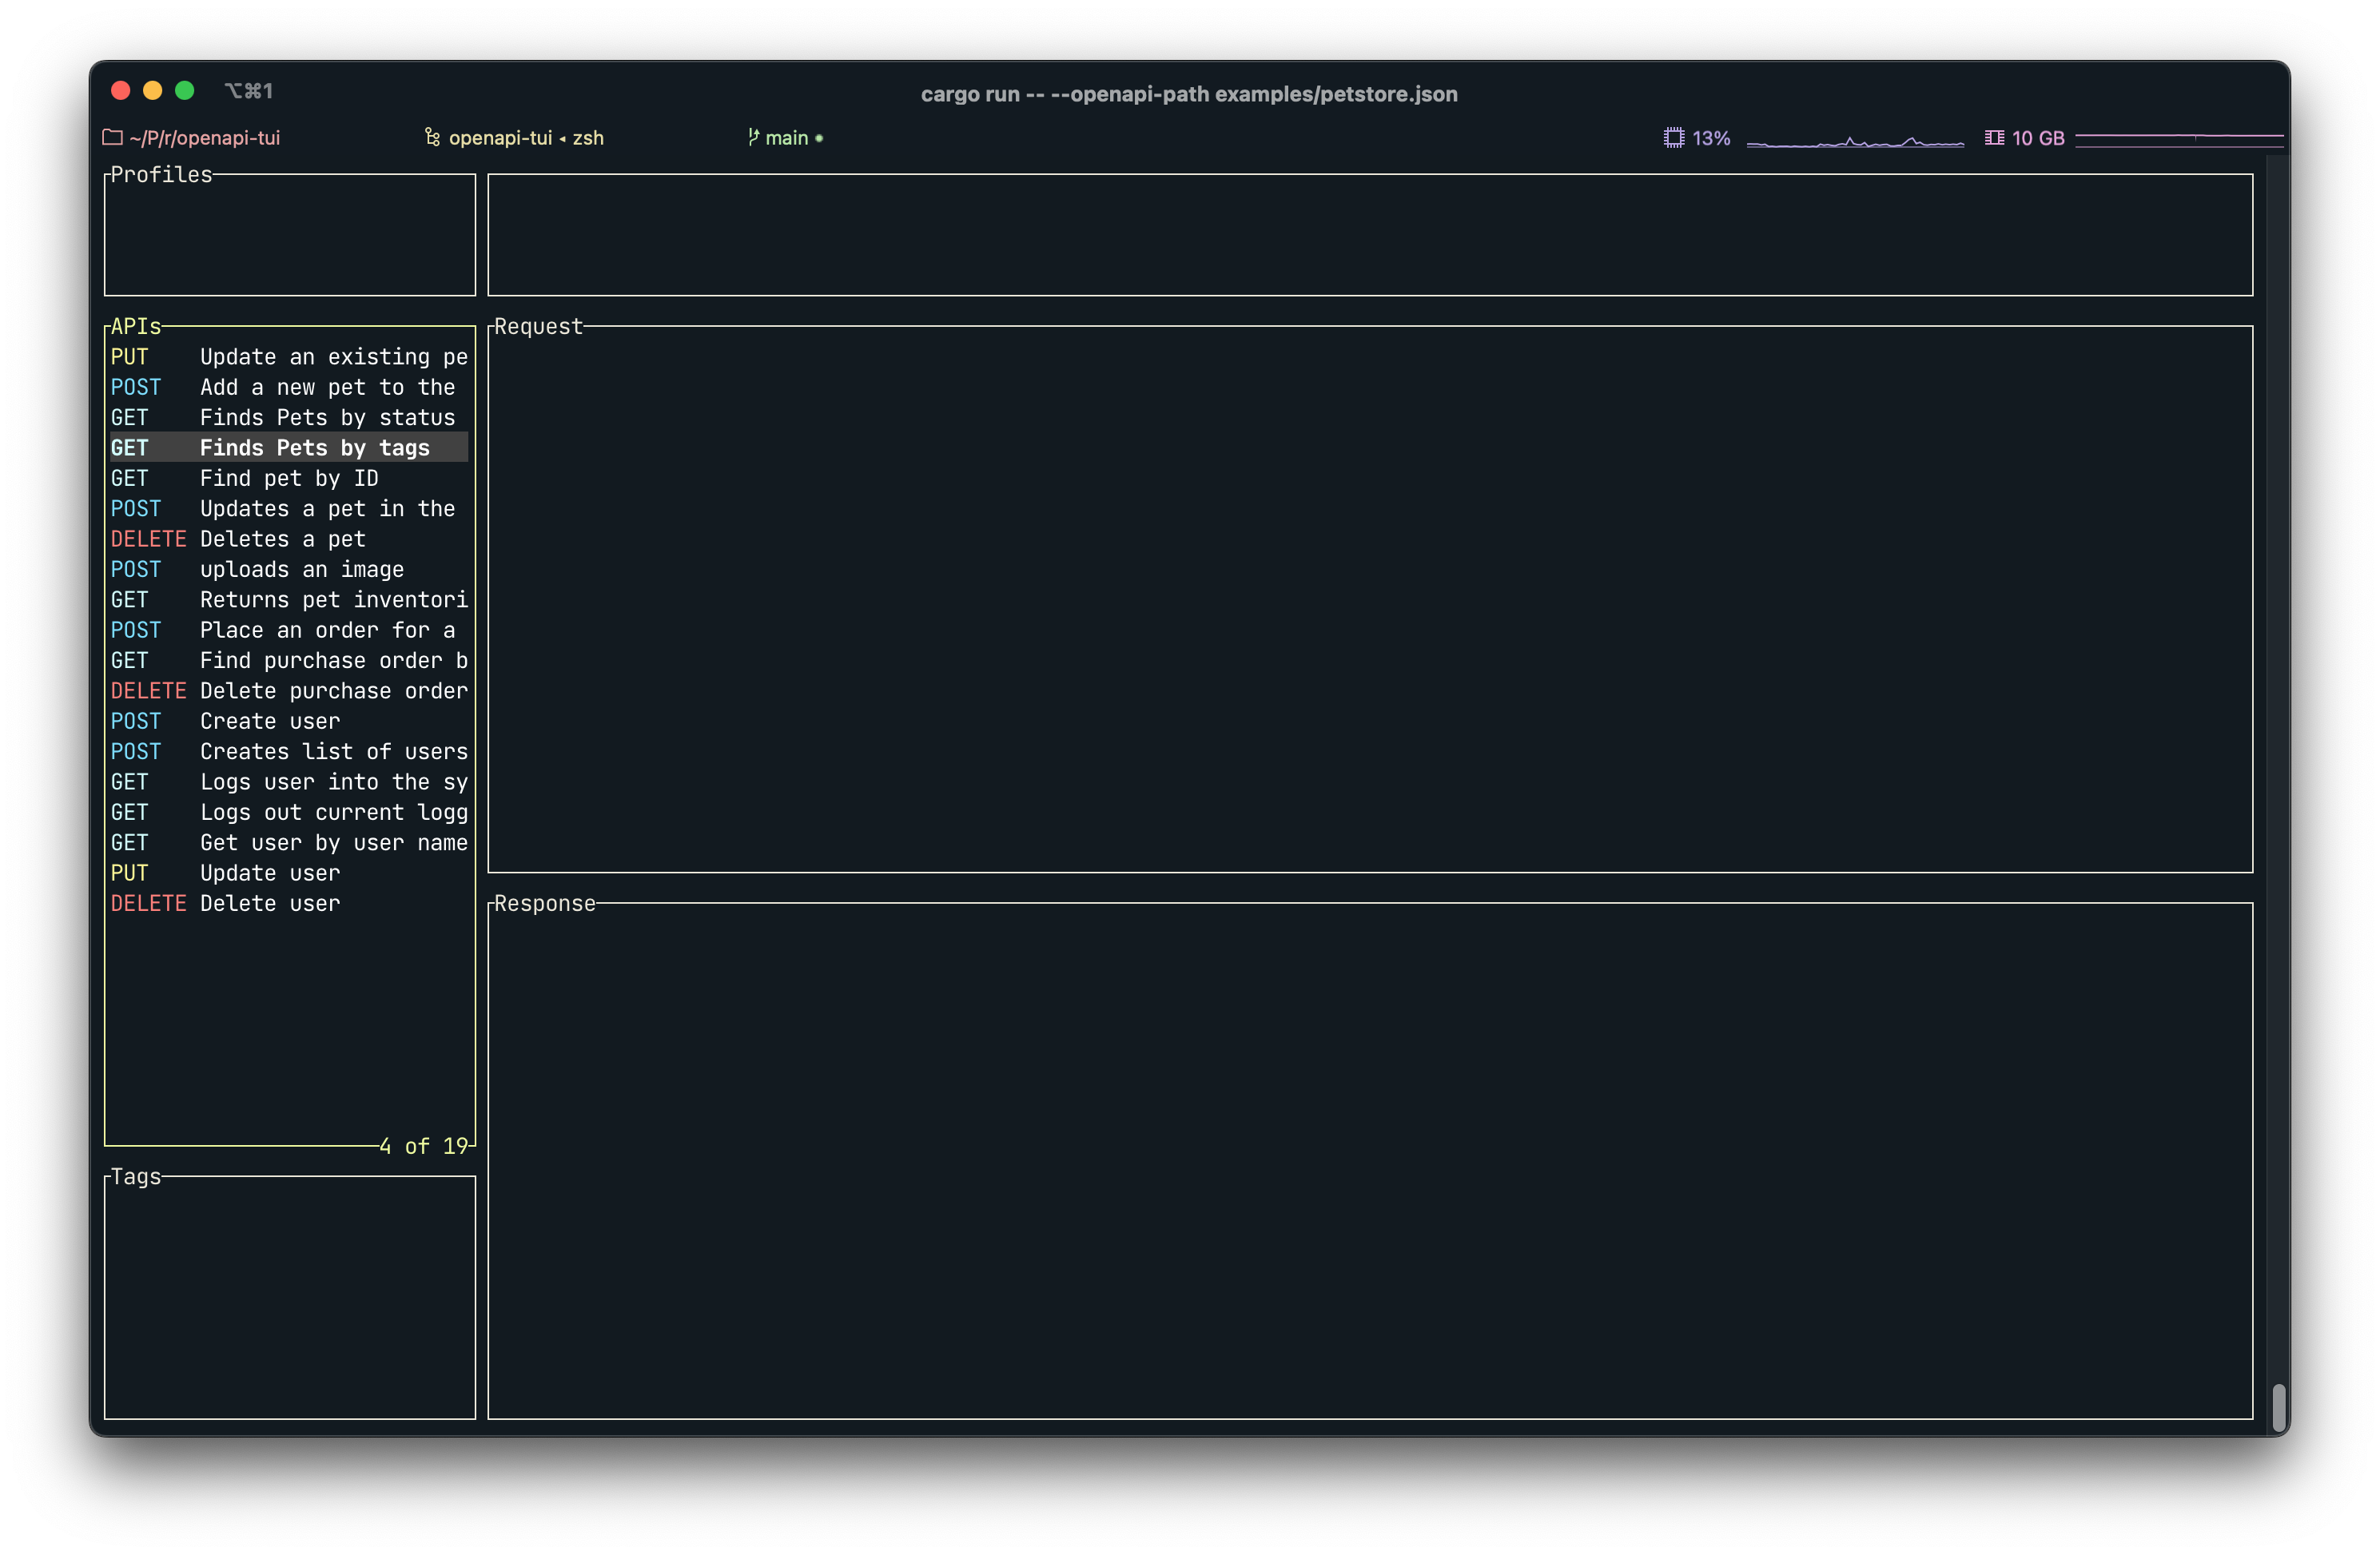 ⌥⌘1
cargo run -- --openapi-path examples/petstore.json
~/P/r/openapi-tui openapi-tui ◂ zsh main • 13% 10 GB
Profiles
APIs
PUT Update an existing pe
POST Add a new pet to the
GET Finds Pets by status
GET Finds Pets by tags
GET Find pet by ID
POST Updates a pet in the
DELETE Deletes a pet
POST uploads an image
GET Returns pet inventori
POST Place an order for a
GET Find purchase order b
DELETE Delete purchase order
POST Create user
POST Creates list of users
GET Logs user into the sy
GET Logs out current logg
GET Get user by user name
PUT Update user
DELETE Delete user
4 of 19
Tags
Request
Response